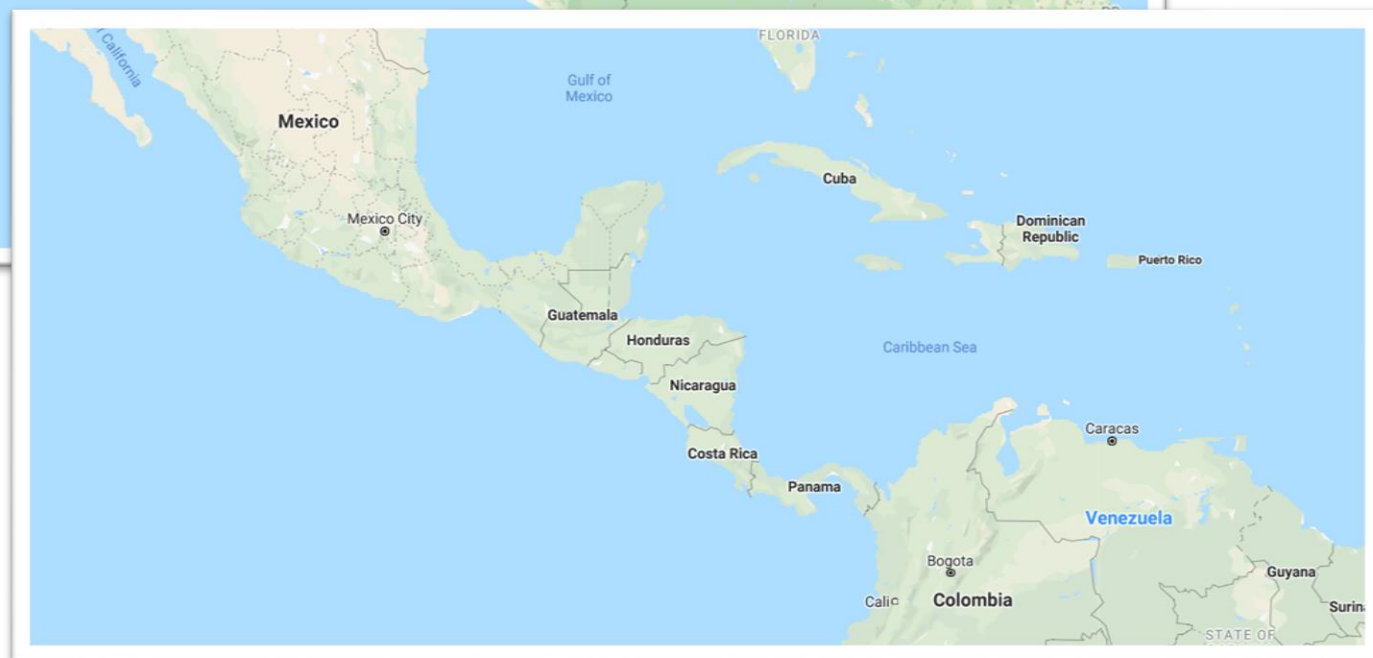 FLORIDA
f California
Gulf of
Mexico
Mexico
Cuba
Mexico City
Dominican
Republic
Puerto Rico
Guatemala
Honduras
Caribbean Sea
Nicaragua
Caracas
Costa Rica
Panama
Venezuela
Bogota
Guyana
Cali
Colombia
Surin
STATE OF